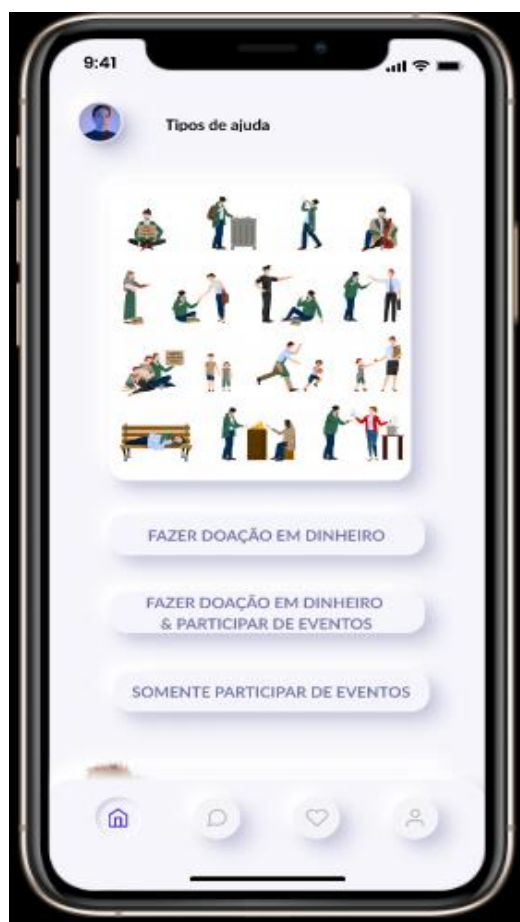 9:41
Tipos de ajuda
FAZER DOAÇÃO EM DINHEIRO
FAZER DOAÇÃO EM DINHEIRO
& PARTICIPAR DE EVENTOS
SOMENTE PARTICIPAR DE EVENTOS